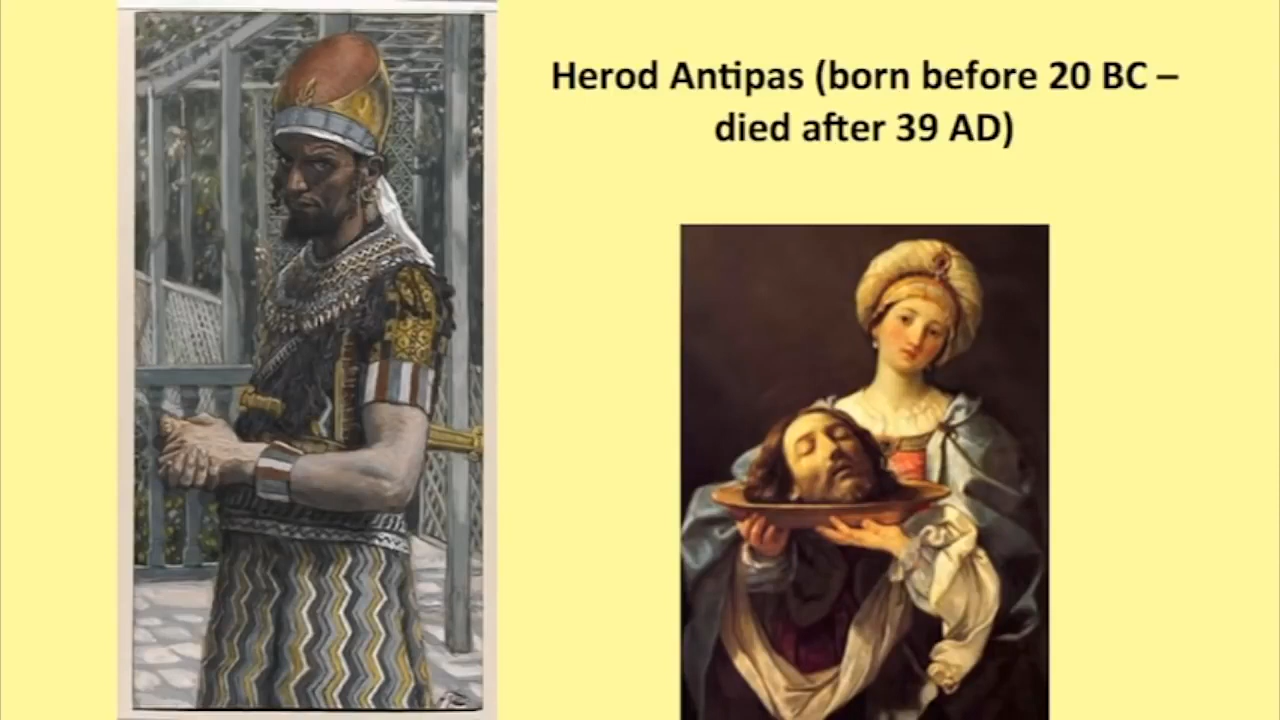 Herod Antipas (born before 20 BC –
died after 39 AD)